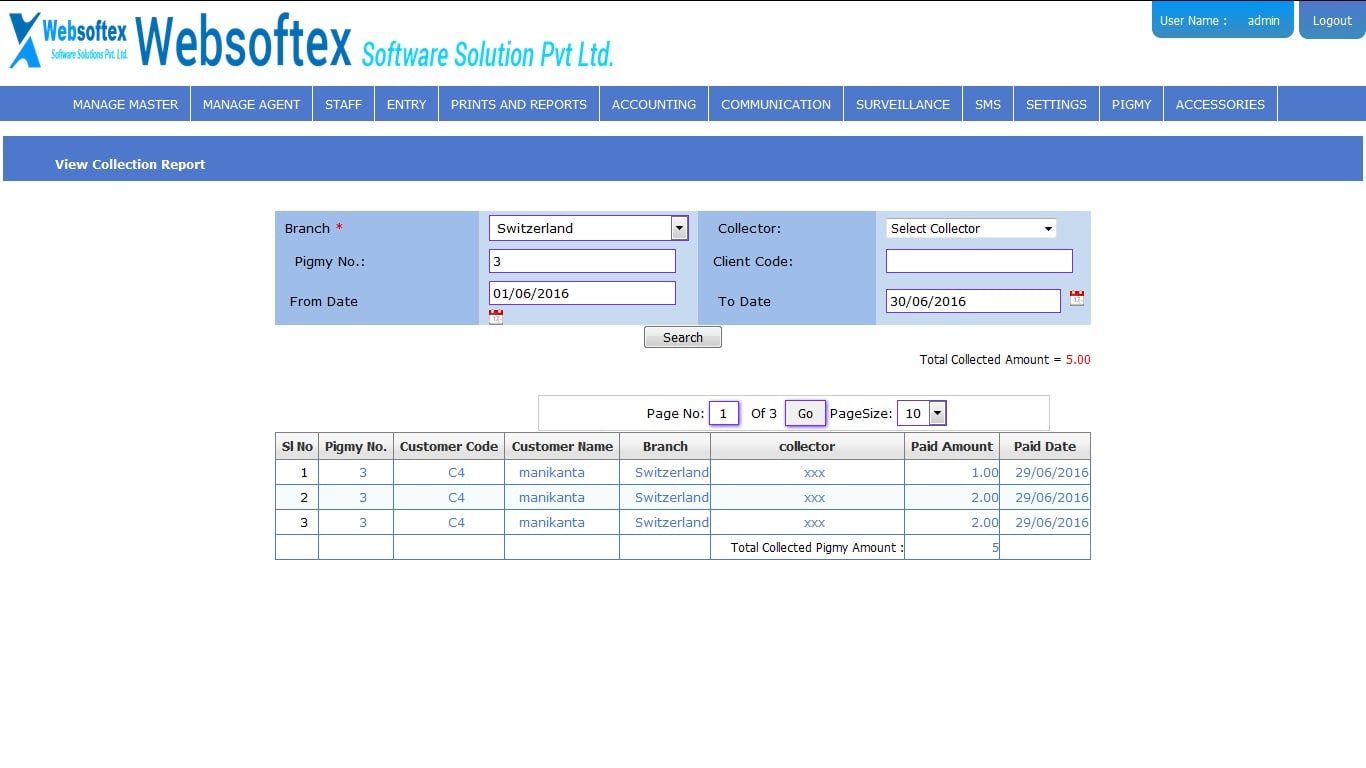 Websoftex
Software Solutions Pvt. Ltd.
Websoftex Software Solution Pvt Ltd.
User Name : admin
Logout
MANAGE MASTER MANAGE AGENT STAFF ENTRY PRINTS AND REPORTS ACCOUNTING COMMUNICATION SURVEILLANCE SMS SETTINGS PIGMY ACCESSORIES
View Collection Report
Branch * Switzerland Collector: Select Collector
Pigmy No.: 3 Client Code:
From Date 01/06/2016 To Date 30/06/2016
Search
Total Collected Amount = 5.00
Page No: 1 Of 3 Go PageSize: 10
Sl No Pigmy No. Customer Code Customer Name Branch collector Paid Amount Paid Date
1 3 C4 manikanta Switzerland xxx 1.00 29/06/2016
2 3 C4 manikanta Switzerland xxx 2.00 29/06/2016
3 3 C4 manikanta Switzerland xxx 2.00 29/06/2016
Total Collected Pigmy Amount : 5